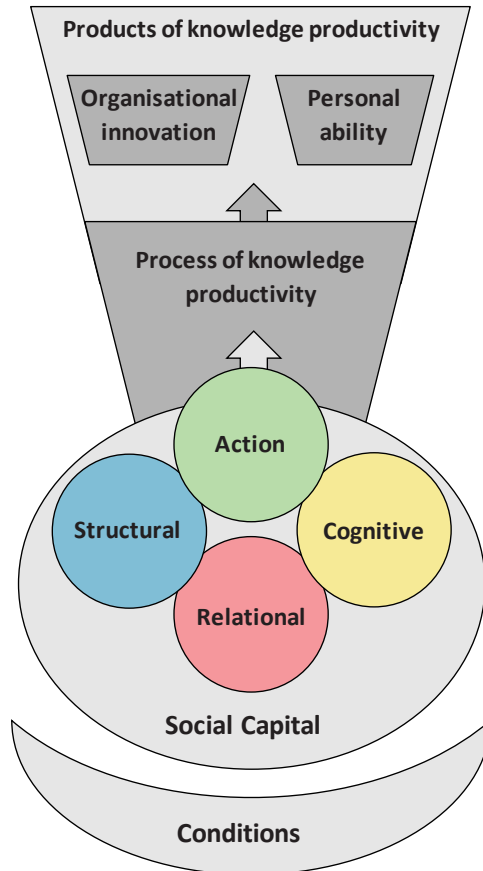 Products of knowledge productivity
Organisational
innovation
Personal
ability
Process of knowledge
productivity
Action
Structural
Cognitive
Relational
Social Capital
Conditions